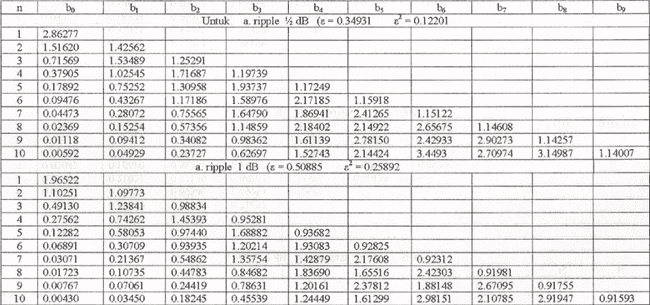 n b₀ b₁ b₂ b₃ b₄ b₅ b₆ b₇ b₈ b₉
Untuk a. ripple ½ dB (ε = 0.34931 ε² = 0.12201
1 2.86277
2 1.51620 1.42562
3 0.71569 1.53489 1.25291
4 0.37905 1.02545 1.71687 1.19739
5 0.17892 0.75252 1.30958 1.93737 1.17249
6 0.09476 0.43267 1.17186 1.58976 2.17185 1.15918
7 0.04473 0.28072 0.75565 1.64790 1.86941 2.41265 1.15122
8 0.02369 0.15254 0.57356 1.14859 2.18402 2.14922 2.65675 1.14608
9 0.01118 0.09412 0.34082 0.98362 1.61139 2.78150 2.42933 2.90273 1.14257
10 0.00592 0.04929 0.23727 0.62697 1.52743 2.14424 3.4493 2.70974 3.14987 1.14007
a. ripple 1 dB (ε = 0.50885 ε² = 0.25892
1 1.96522
2 1.10251 1.09773
3 0.49130 1.23841 0.98834
4 0.27562 0.74262 1.45393 0.95281
5 0.12282 0.58053 0.97440 1.68882 0.93682
6 0.06891 0.30709 0.93935 1.20214 1.93083 0.92825
7 0.03071 0.21367 0.54862 1.35754 1.42879 2.17608 0.92312
8 0.01723 0.10735 0.44783 0.84682 1.83690 1.65516 2.42303 0.91981
9 0.00767 0.07061 0.24419 0.78631 1.20161 2.37812 1.88148 2.67095 0.91755
10 0.00430 0.03450 0.18245 0.45539 1.24449 1.61299 2.98151 2.10785 2.91947 0.91593